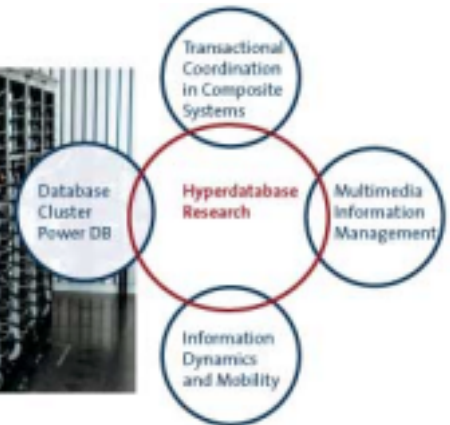 Transactional
Coordination
in Composite
Systems
Database
Cluster
Power DB
Hyperdatabase
Research
Multimedia
Information
Management
Information
Dynamics
and Mobility